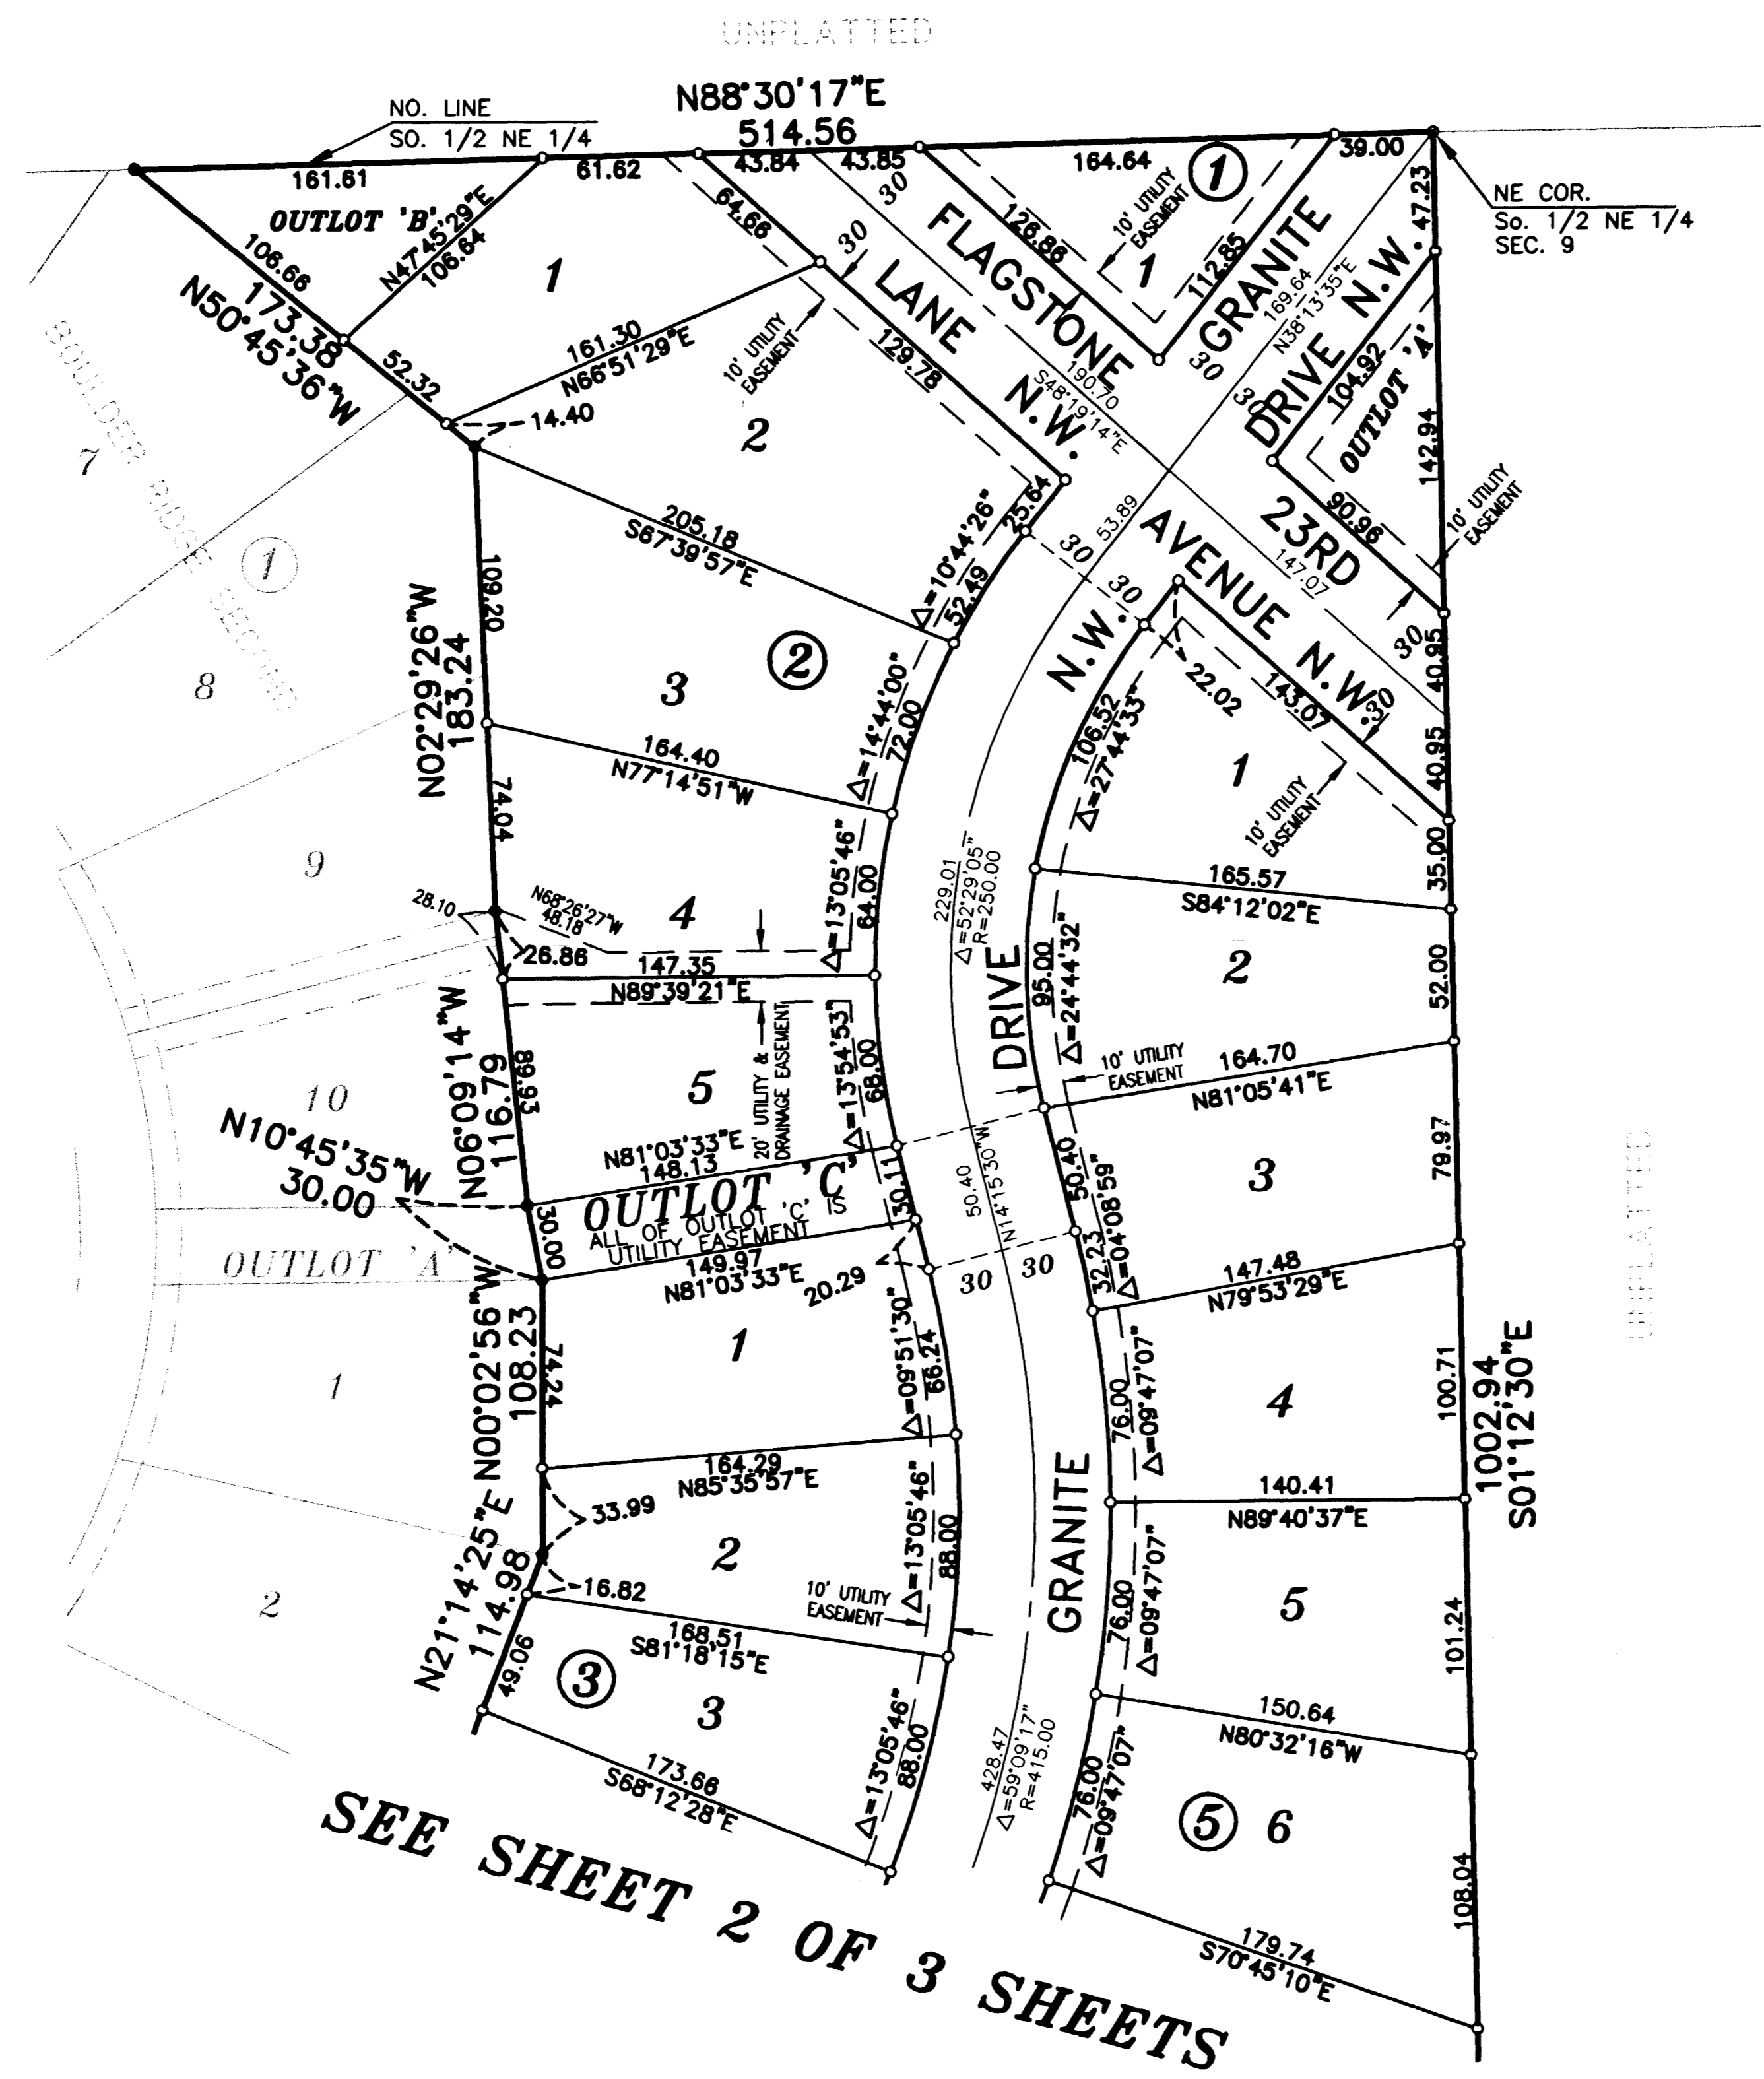 UNPLATTED
N88°30'17"E
514.56
NO. LINE
SO. 1/2 NE 1/4
161.61
61.62
43.84
43.85
164.64
39.00
47.23
NE COR.
So. 1/2 NE 1/4
SEC. 9
OUTLOT 'B'
N47°45'29"E
106.64
106.66
173.38
N50°45'36"W
52.32
14.40
1
64.66
30
30
126.86
10' UTILITY
EASEMENT
1
1
112.85
FLAGSTONE
LANE N.W.
GRANITE
DRIVE N.W.
169.64
N38°13'35"E
30
30
30
104.92
OUTLOT 'A'
142.94
161.30
N66°51'29"E
10' UTILITY
EASEMENT
129.78
190.70
S48°19'14"E
2
BOULDER RIDGE SECOND
7
1
8
9
10
OUTLOT 'A'
1
2
205.18
S67°39'57"E
Δ=10°44'26"
25.64
52.49
53.89
30
30
90.96
10' UTILITY
EASEMENT
23RD
AVENUE N.W.
147.07
30
30
40.95
40.95
N.W.
22.02
143.07
10' UTILITY
EASEMENT
109.20
N02°29'26"W
183.24
74.04
2
3
Δ=14°44'00"
72.00
164.40
N77°14'51"W
106.52
Δ=27°44'33"
1
35.00
165.57
S84°12'02"E
28.10
N68°26'27"W
48.18
26.86
4
Δ=13°05'46"
64.00
147.35
N89°39'21"E
229.01
Δ=52°29'05"
R=250.00
DRIVE
95.00
Δ=24°44'32"
2
52.00
10' UTILITY
EASEMENT
164.70
N81°05'41"E
N06°09'14"W
116.79
89.93
5
20' UTILITY &
DRAINAGE EASEMENT
Δ=13°54'53"
68.00
N10°45'35"W
30.00
30.00
N81°03'33"E
148.13
OUTLOT 'C'
ALL OF OUTLOT 'C' IS
UTILITY EASEMENT
30.11
149.97
N81°03'33"E
20.29
50.40
N14°15'30"W
30
30
50.40
32.23
Δ=04°08'59"
3
79.97
147.48
N79°53'29"E
UNPLATTED
N00°02'56"W
108.23
74.24
1
Δ=09°51'30"
66.24
164.29
N85°35'57"E
33.99
76.00
Δ=09°47'07"
4
100.71
1002.94
S01°12'30"E
140.41
N89°40'37"E
N21°14'25"E
114.98
16.82
49.06
2
10' UTILITY
EASEMENT
Δ=13°05'46"
88.00
168.51
S81°18'15"E
GRANITE
76.00
Δ=09°47'07"
5
101.24
150.64
N80°32'16"W
3
3
Δ=13°05'46"
88.00
173.66
S68°12'28"E
428.47
Δ=59°09'17"
R=415.00
76.00
Δ=09°47'07"
5
6
108.04
179.74
S70°45'10"E
SEE SHEET 2 OF 3 SHEETS